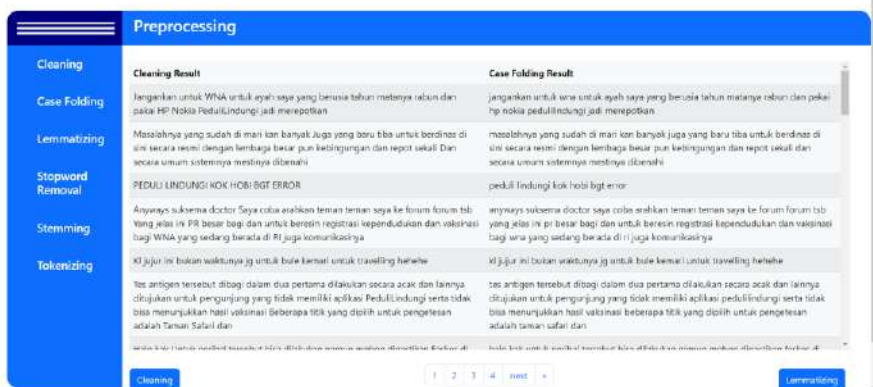 Preprocessing
Cleaning
Case Folding
Lemmatizing
Stopword
Removal
Stemming
Tokenizing
Cleaning Result
Jangankan untuk WNA untuk ayah saya yang berusia tahun matanya rabun dan
pakai HP Nokia PeduliLindungi jadi merepotkan
Masalahnya yang sudah di mari kan banyak Juga yang baru tiba untuk berdinas di
sini secara resmi dengan lembaga besar pun kebingungan dan repot sekali Dan
secara umum sistemnya mestinya dibenahi
PEDULI LINDUNGI KOK HOBI BGT ERROR
Anyways suksema doctor Saya coba arahkan teman teman saya ke forum forum tsb
Yang jelas ini PR besar bagi dan untuk beresin registrasi kependudukan dan vaksinasi
bagi WNA yang sedang berada di RI juga komunikasinya
Kl jujur ini bukan waktunya jg untuk bule kemari untuk travelling hehehe
Tes antigen tersebut dibagi dalam dua pertama dilakukan secara acak dan lainnya
ditujukan untuk pengunjung yang tidak memiliki aplikasi PeduliLindungi serta tidak
bisa menunjukkan hasil vaksinasi Beberapa titik yang dipilih untuk pengetesan
adalah Taman Safari dan
Case Folding Result
jangankan untuk wna untuk ayah saya yang berusia tahun matanya rabun dan pakai
hp nokia pedulilindungi jadi merepotkan
masalahnya yang sudah di mari kan banyak juga yang baru tiba untuk berdinas di
sini secara resmi dengan lembaga besar pun kebingungan dan repot sekali dan
secara umum sistemnya mestinya dibenahi
peduli lindungi kok hobi bgt error
anyways suksema doctor saya coba arahkan teman teman saya ke forum forum tsb
yang jelas ini pr besar bagi dan untuk beresin registrasi kependudukan dan vaksinasi
bagi wna yang sedang berada di ri juga komunikasinya
kl jujur ini bukan waktunya jg untuk bule kemari untuk travelling hehehe
tes antigen tersebut dibagi dalam dua pertama dilakukan secara acak dan lainnya
ditujukan untuk pengunjung yang tidak memiliki aplikasi pedulilindungi serta tidak
bisa menunjukkan hasil vaksinasi beberapa titik yang dipilih untuk pengetesan
adalah taman safari dan
Cleaning
1 2 3 4 next »
Lemmatizing